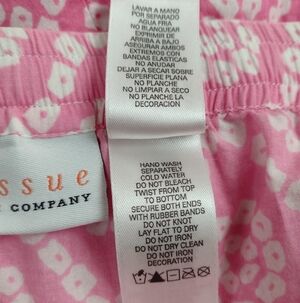 LAVAR A MANO
POR SEPARADO
AGUA FRIA
NO BLANQUEAR
EXPRIMIR DE
ARRIBA A BAJO
ASEGURAR AMBOS
EXTREMOS CON
BANDAS ELASTICAS
NO ANUDAR
DEJAR A SECAR SOBRE
SUPERFICIE PLANA
NO PLANCHE
NO LIMPIAR A SECO
NO PLANCHE LA
DECORACION
issue
COMPANY
HAND WASH
SEPARATELY
COLD WATER
DO NOT BLEACH
TWIST FROM TOP
TO BOTTOM
SECURE BOTH ENDS
WITH RUBBER BANDS
DO NOT KNOT
LAY FLAT TO DRY
DO NOT IRON
DO NOT DRY CLEAN
DO NOT IRON
DECORATION